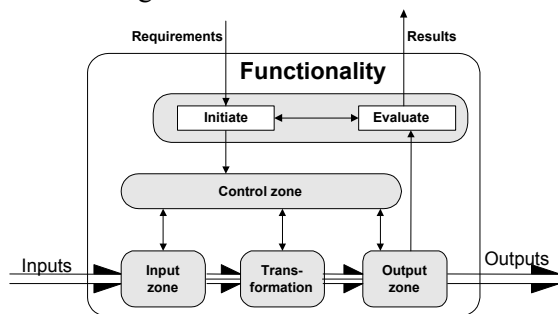 Requirements
Results
Functionality
Initiate
Evaluate
Control zone
Inputs
Outputs
Input
zone
Trans-
formation
Output
zone